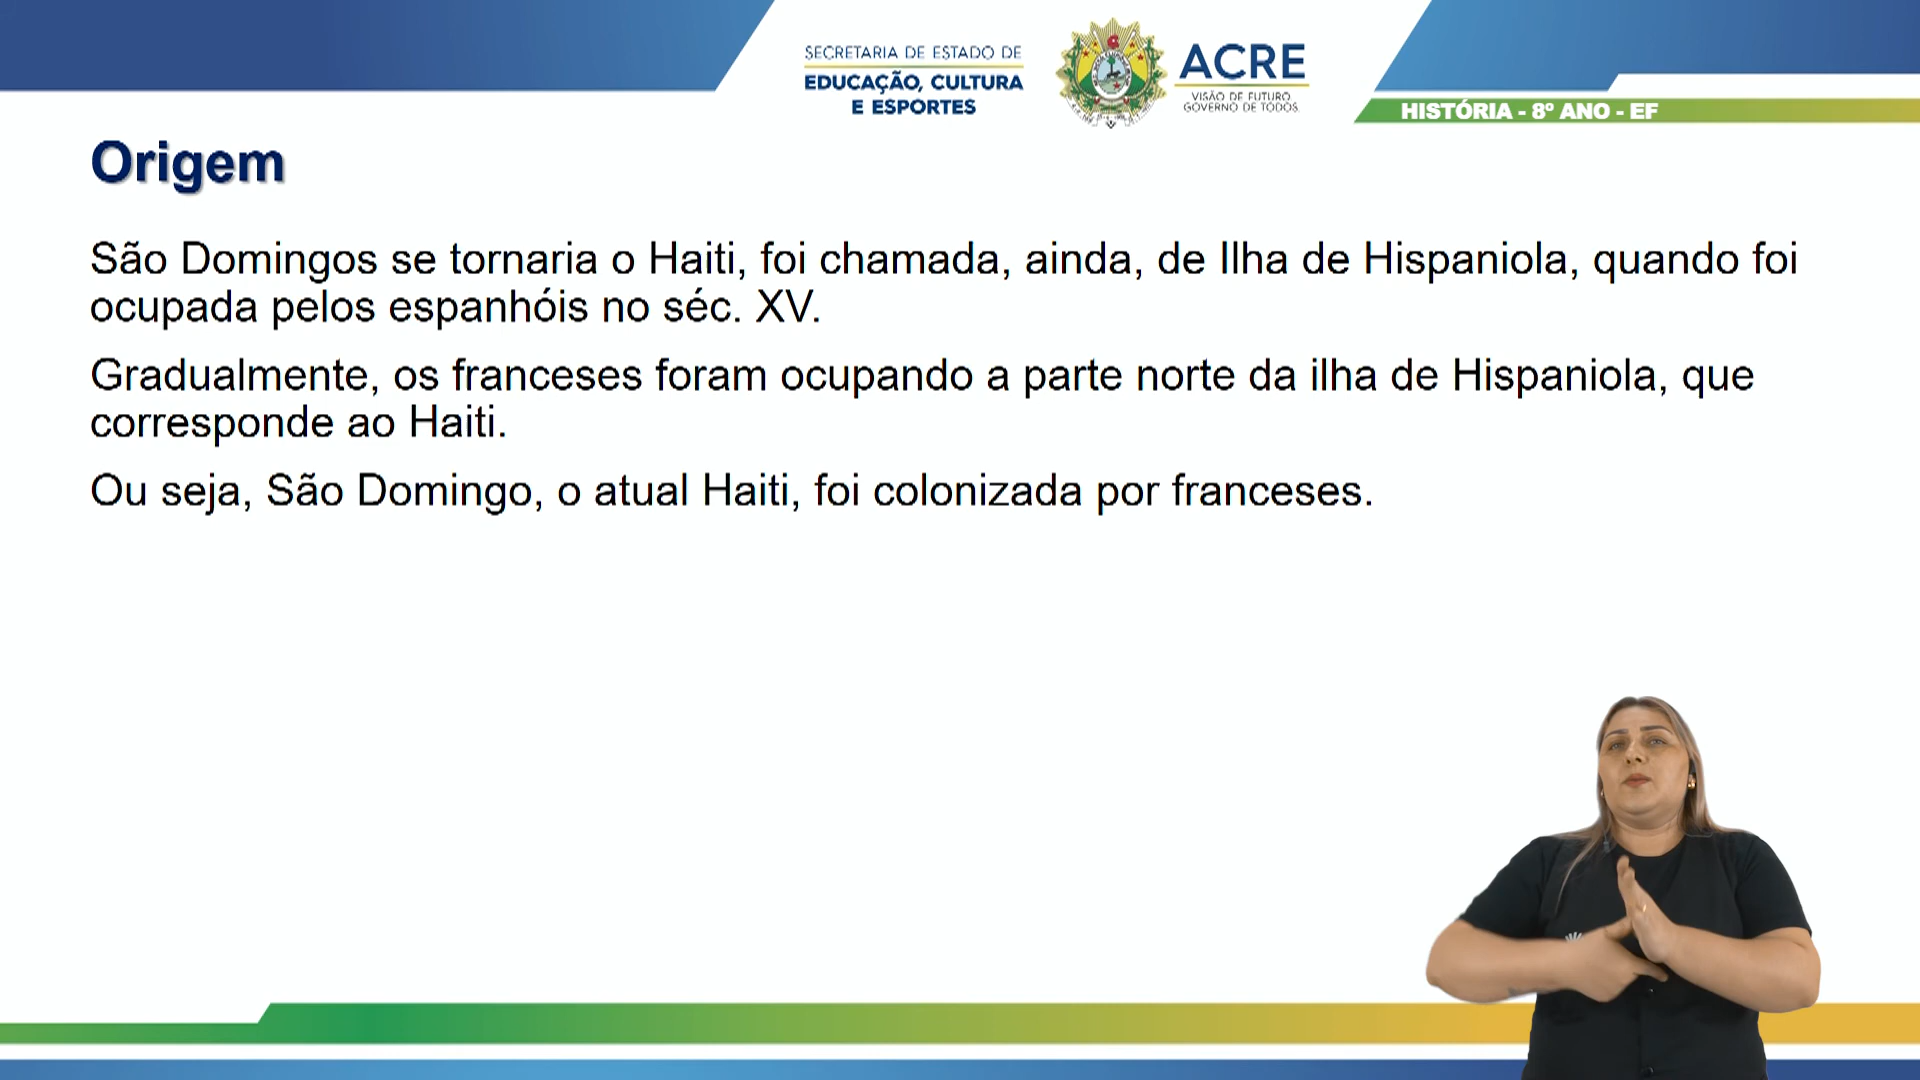 SECRETARIA DE ESTADO DE
EDUCAÇÃO, CULTURA
E ESPORTES
ACRE
VISÃO DE FUTURO
GOVERNO DE TODOS
HISTÓRIA - 8º ANO - EF
Origem
São Domingos se tornaria o Haiti, foi chamada, ainda, de Ilha de Hispaniola, quando foi
ocupada pelos espanhóis no séc. XV.
Gradualmente, os franceses foram ocupando a parte norte da ilha de Hispaniola, que
corresponde ao Haiti.
Ou seja, São Domingo, o atual Haiti, foi colonizada por franceses.